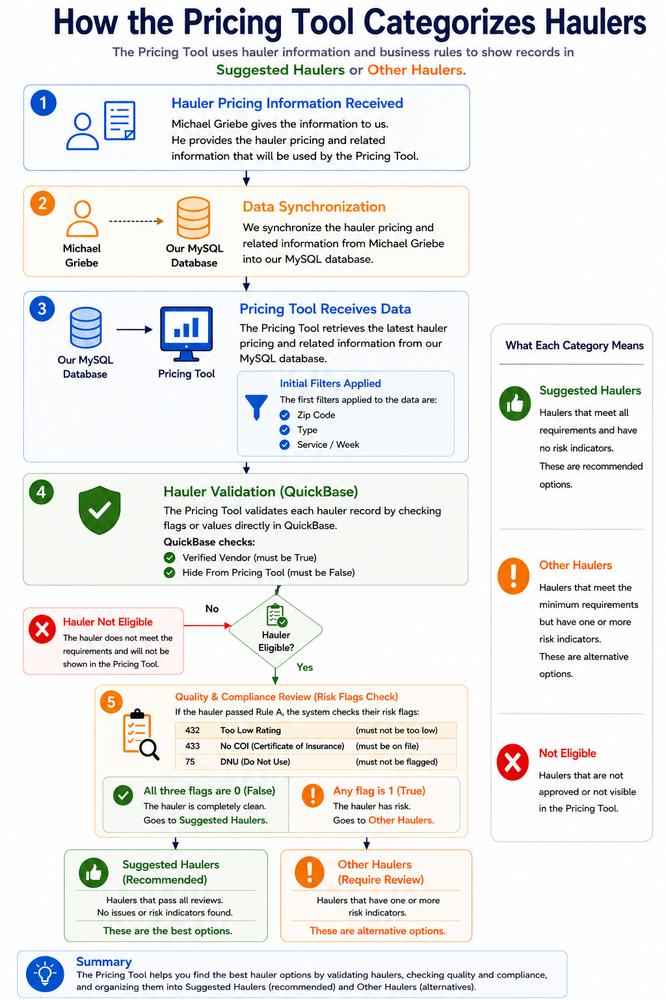 How the Pricing Tool Categorizes Haulers
The Pricing Tool uses hauler information and business rules to show records in
Suggested Haulers or Other Haulers.
1
Hauler Pricing Information Received
Michael Griebe gives the information to us.
He provides the hauler pricing and related
information that will be used by the Pricing Tool.
2
Michael
Griebe
Our MySQL
Database
Data Synchronization
We synchronize the hauler pricing and
related information from Michael Griebe
into our MySQL database.
3
Our MySQL
Database
Pricing Tool
Pricing Tool Receives Data
The Pricing Tool retrieves the latest hauler
pricing and related information from our
MySQL database.
Initial Filters Applied
The first filters applied to the data are:
Zip Code
Type
Service / Week
4
Hauler Validation (QuickBase)
The Pricing Tool validates each hauler record by checking
flags or values directly in QuickBase.
QuickBase checks:
Verified Vendor (must be True)
Hide From Pricing Tool (must be False)
No
Hauler Not Eligible
The hauler does not meet the
requirements and will not be
shown in the Pricing Tool.
Hauler
Eligible?
Yes
5
Quality & Compliance Review (Risk Flags Check)
If the hauler passed Rule A, the system checks their risk flags:
432 Too Low Rating (must not be too low)
433 No COI (Certificate of Insurance) (must be on file)
75 DNU (Do Not Use) (must not be flagged)
All three flags are 0 (False)
The hauler is completely clean.
Goes to Suggested Haulers.
Any flag is 1 (True)
The hauler has risk.
Goes to Other Haulers.
Suggested Haulers
(Recommended)
Haulers that pass all reviews.
No issues or risk indicators found.
These are the best options.
Other Haulers
(Require Review)
Haulers that have one or more
risk indicators.
These are alternative options.
What Each Category Means
Suggested Haulers
Haulers that meet all
requirements and have
no risk indicators.
These are recommended
options.
Other Haulers
Haulers that meet the
minimum requirements
but have one or more
risk indicators.
These are alternative
options.
Not Eligible
Haulers that are not
approved or not visible
in the Pricing Tool.
Summary
The Pricing Tool helps you find the best hauler options by validating haulers, checking quality and compliance,
and organizing them into Suggested Haulers (recommended) and Other Haulers (alternatives).